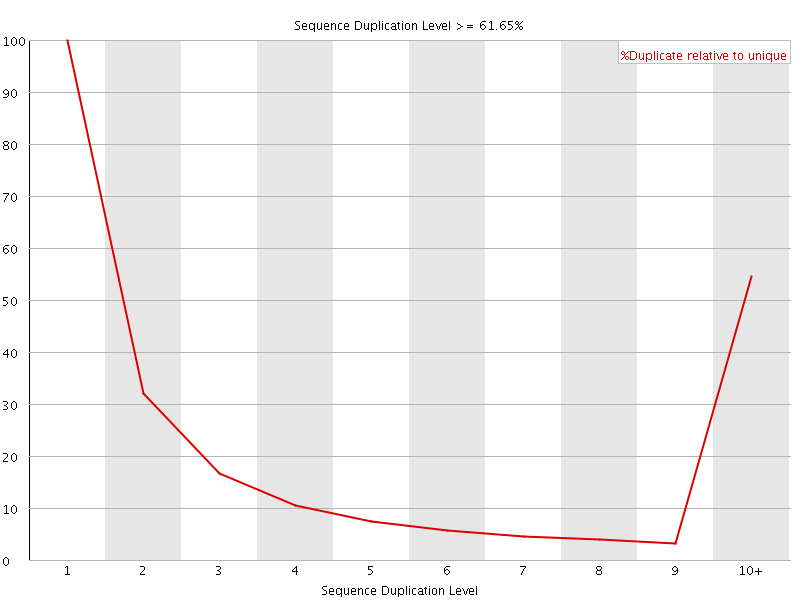 Sequence Duplication Level >= 61.65%
%Duplicate relative to unique
100
90
80
70
60
50
40
30
20
10
0
1 2 3 4 5 6 7 8 9 10+
Sequence Duplication Level